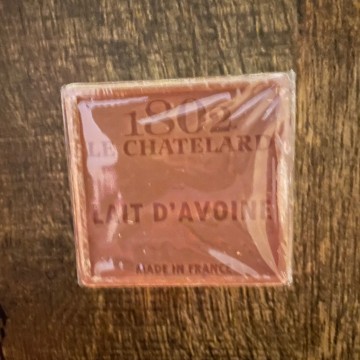 1802
LE CHATELARD
LAIT D'AVOINE
MADE IN FRANCE